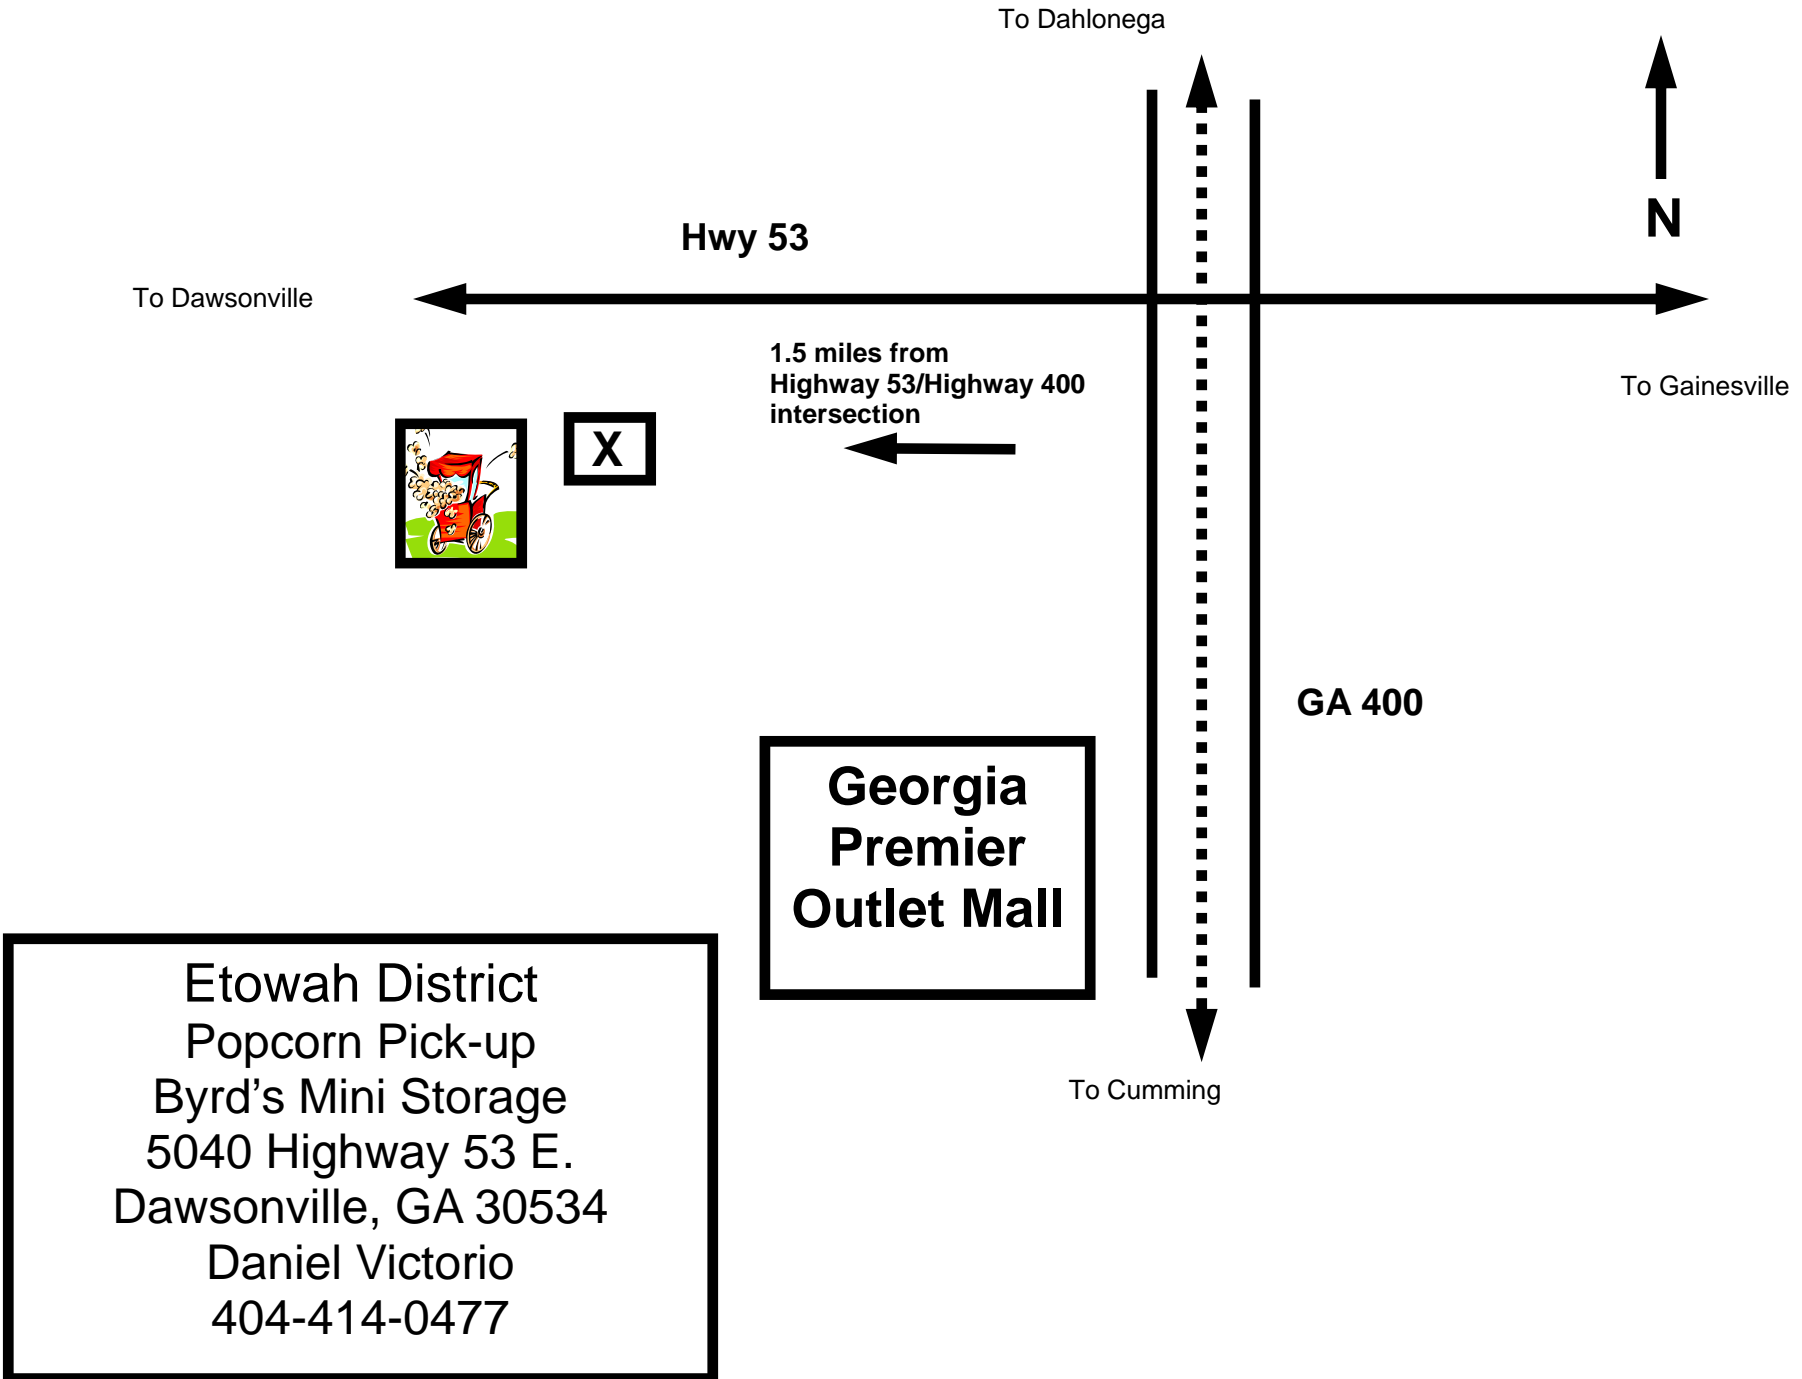 To Dahlonega
N
Hwy 53
To Dawsonville
1.5 miles from
Highway 53/Highway 400
intersection
To Gainesville
X
GA 400
Georgia
Premier
Outlet Mall
To Cumming
Etowah District
Popcorn Pick-up
Byrd’s Mini Storage
5040 Highway 53 E.
Dawsonville, GA 30534
Daniel Victorio
404-414-0477